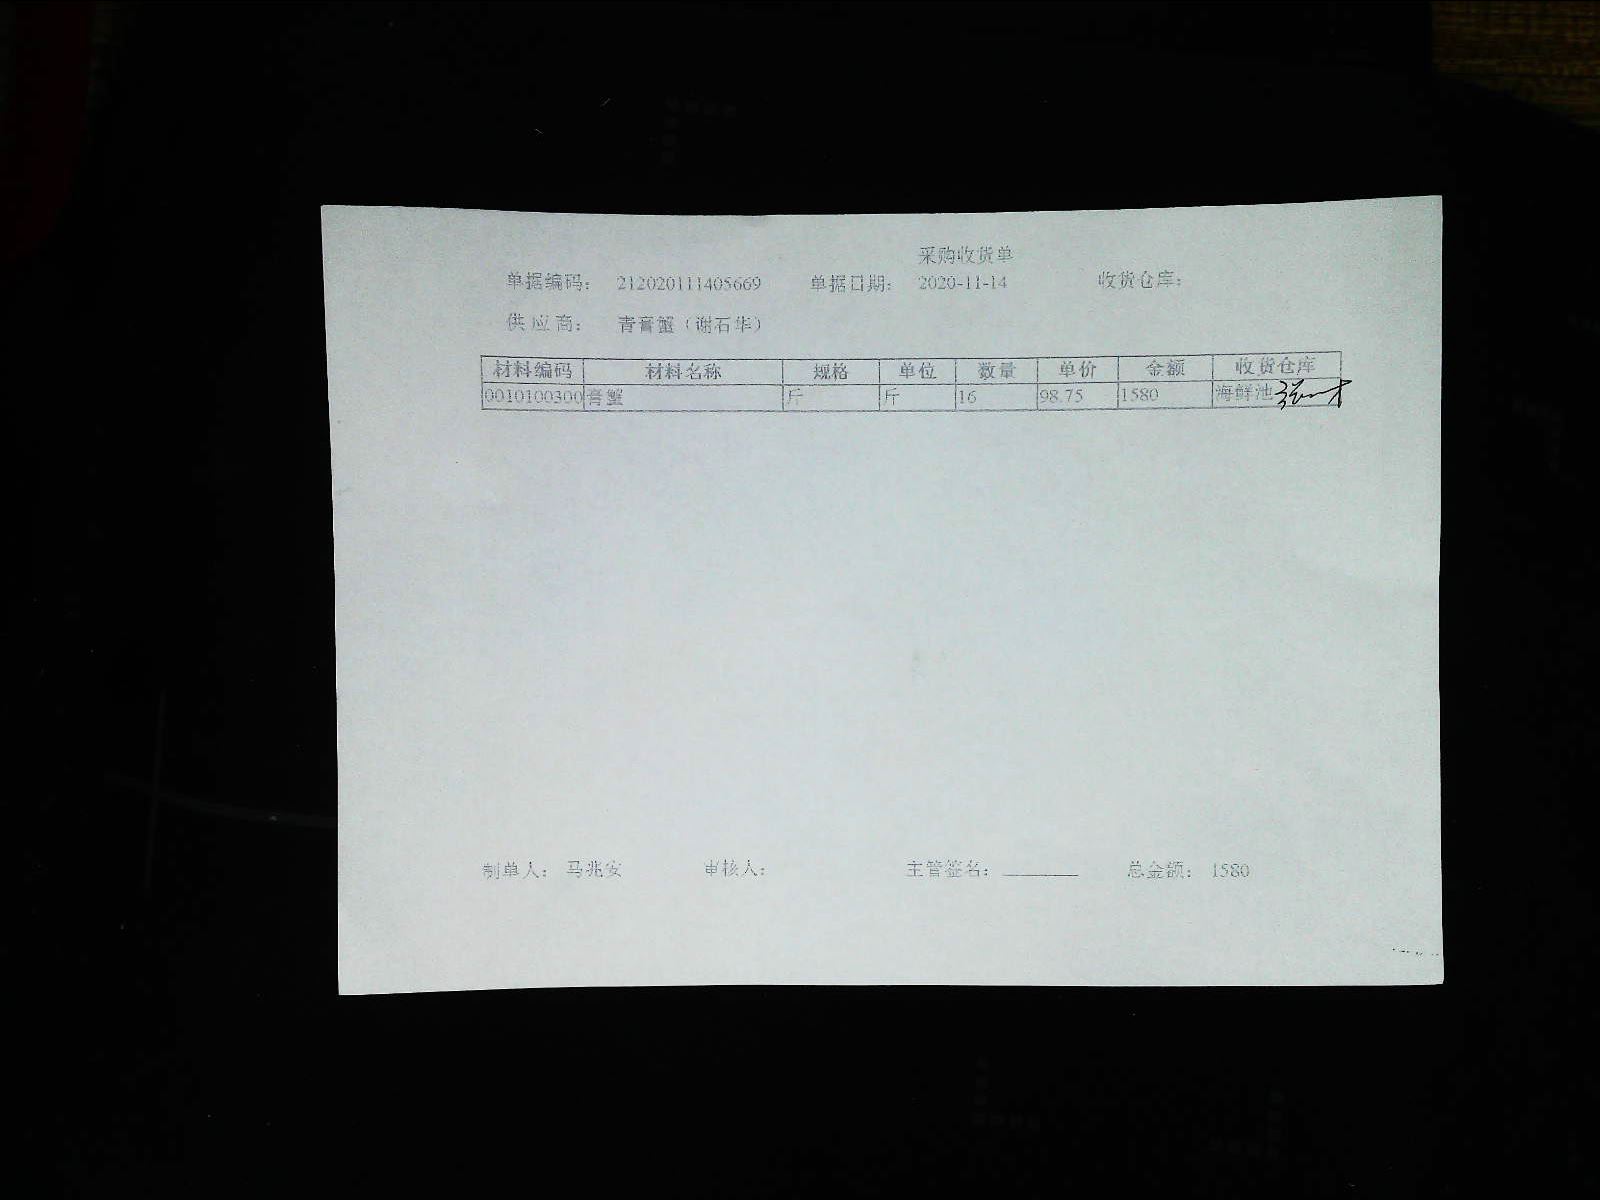 采购收货单
单据编码： 212020111405669 单据日期： 2020-11-14 收货仓库：
供应商： 青膏蟹（谢石华）
材料编码 材料名称 规格 单位 数量 单价 金额 收货仓库
0010100300 膏蟹 斤 斤 16 98.75 1580 海鲜池
制单人： 马兆安 审核人： 主管签名： ________ 总金额： 1580